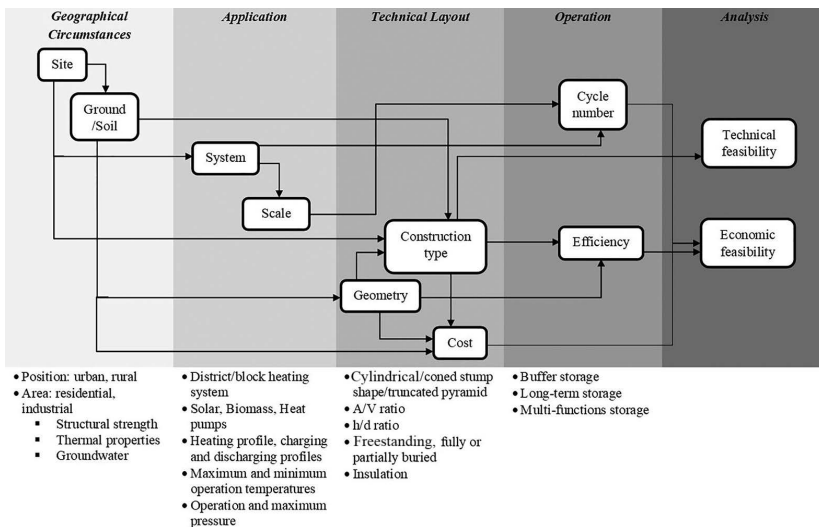 Geographical
Circumstances
Application
Technical Layout
Operation
Analysis
Site
Ground
/Soil
System
Scale
Construction
type
Geometry
Cost
Cycle
number
Efficiency
Technical
feasibility
Economic
feasibility
• Position: urban, rural
• Area: residential,
industrial
▪ Structural strength
▪ Thermal properties
▪ Groundwater
• District/block heating
system
• Solar, Biomass, Heat
pumps
• Heating profile, charging
and discharging profiles
• Maximum and minimum
operation temperatures
• Operation and maximum
pressure
• Cylindrical/coned stump
shape/truncated pyramid
• A/V ratio
• h/d ratio
• Freestanding, fully or
partially buried
• Insulation
• Buffer storage
• Long-term storage
• Multi-functions storage